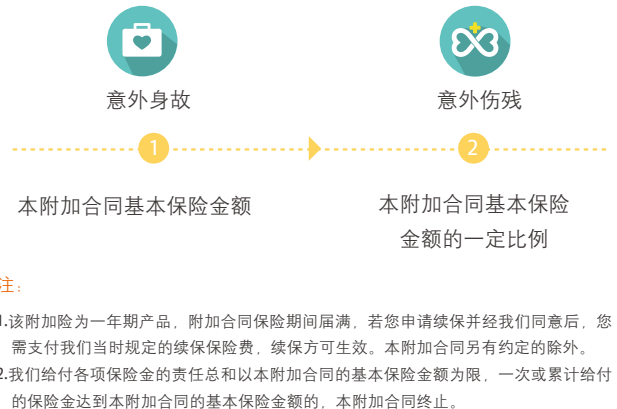 意外身故
意外伤残
1
2
本附加合同基本保险金额
本附加合同基本保险
金额的一定比例
注：
1.该附加险为一年期产品，附加合同保险期间届满，若您申请续保并经我们同意后，您
需支付我们当时规定的续保保险费，续保方可生效。本附加合同另有约定的除外。
2.我们给付各项保险金的责任总和以本附加合同的基本保险金额为限，一次或累计给付
的保险金达到本附加合同的基本保险金额的，本附加合同终止。